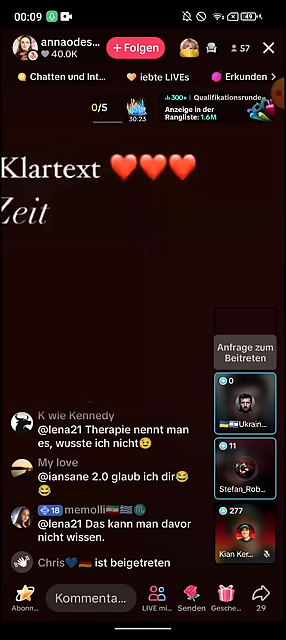 00:09
49
annaodes...
+ Folgen
57
40.0K
Chatten und Int...
iebte LIVEs
Erkunden
0/5
30:23
300+ | Qualifikationsrunde
Anzeige in der
Rangliste: 1.6M
Klartext ❤️❤️❤️
Zeit
Anfrage zum
Beitreten
0
🇺🇦🇮🇱Ukrain...
K wie Kennedy
@lena21 Therapie nennt man
es, wusste ich nicht😉
11
Stefan_Rob...
My love
@iansane 2.0 glaub ich dir😂
😂
277
Kian Ker...
18 memolli
@lena21 Das kann man davor
nicht wissen.
Chris💙🇩🇪 ist beigetreten
Abonn...
Kommenta...
LIVE mi...
Senden
Gesche...
29